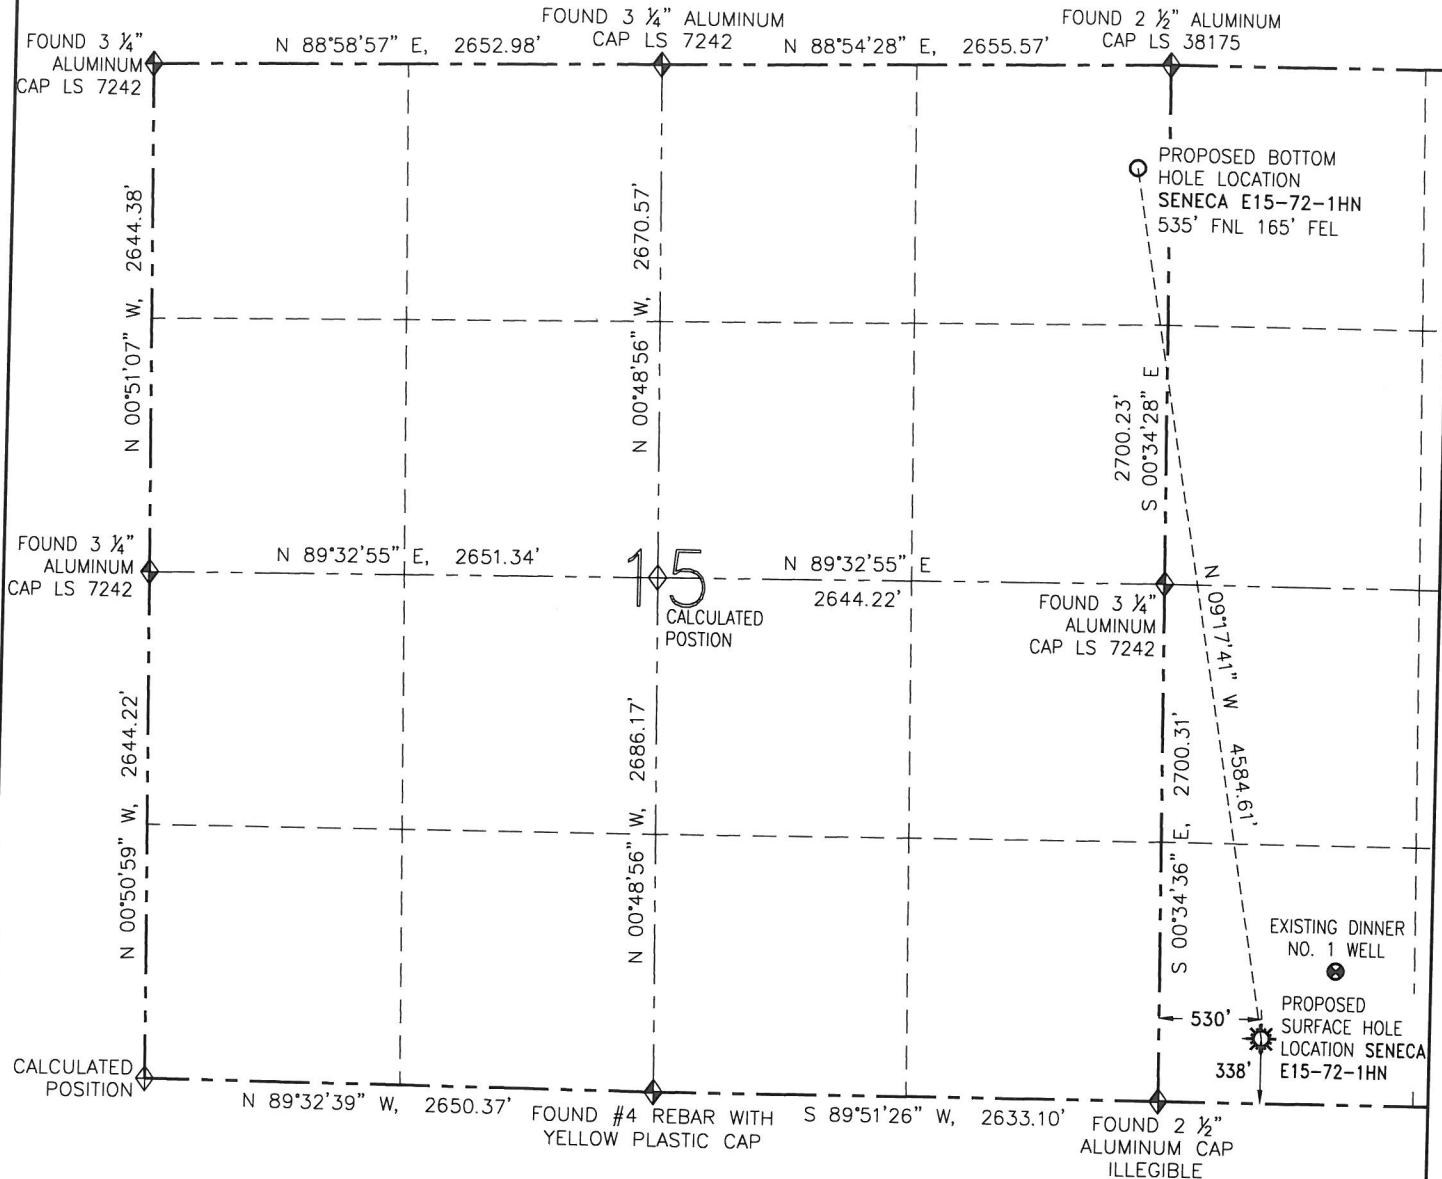 FOUND 3 ¼"
ALUMINUM
CAP LS 7242
N 88°58'57" E, 2652.98'
FOUND 3 ¼" ALUMINUM
CAP LS 7242
N 88°54'28" E, 2655.57'
FOUND 2 ½" ALUMINUM
CAP LS 38175
PROPOSED BOTTOM
HOLE LOCATION
SENECA E15-72-1HN
535' FNL 165' FEL
N 00°51'07" W, 2644.38'
N 00°48'56" W, 2670.57'
2700.23'
S 00°34'28" E
FOUND 3 ¼"
ALUMINUM
CAP LS 7242
N 89°32'55" E, 2651.34'
15
CALCULATED
POSTION
N 89°32'55" E
2644.22'
FOUND 3 ¼"
ALUMINUM
CAP LS 7242
N 09°17'41" W 4584.61'
N 00°50'59" W, 2644.22'
N 00°48'56" W, 2686.17'
S 00°34'36" E, 2700.31'
EXISTING DINNER
NO. 1 WELL
530'
PROPOSED
SURFACE HOLE
LOCATION SENECA
E15-72-1HN
338'
CALCULATED
POSITION
N 89°32'39" W, 2650.37'
FOUND #4 REBAR WITH
YELLOW PLASTIC CAP
S 89°51'26" W, 2633.10'
FOUND 2 ½"
ALUMINUM CAP
ILLEGIBLE